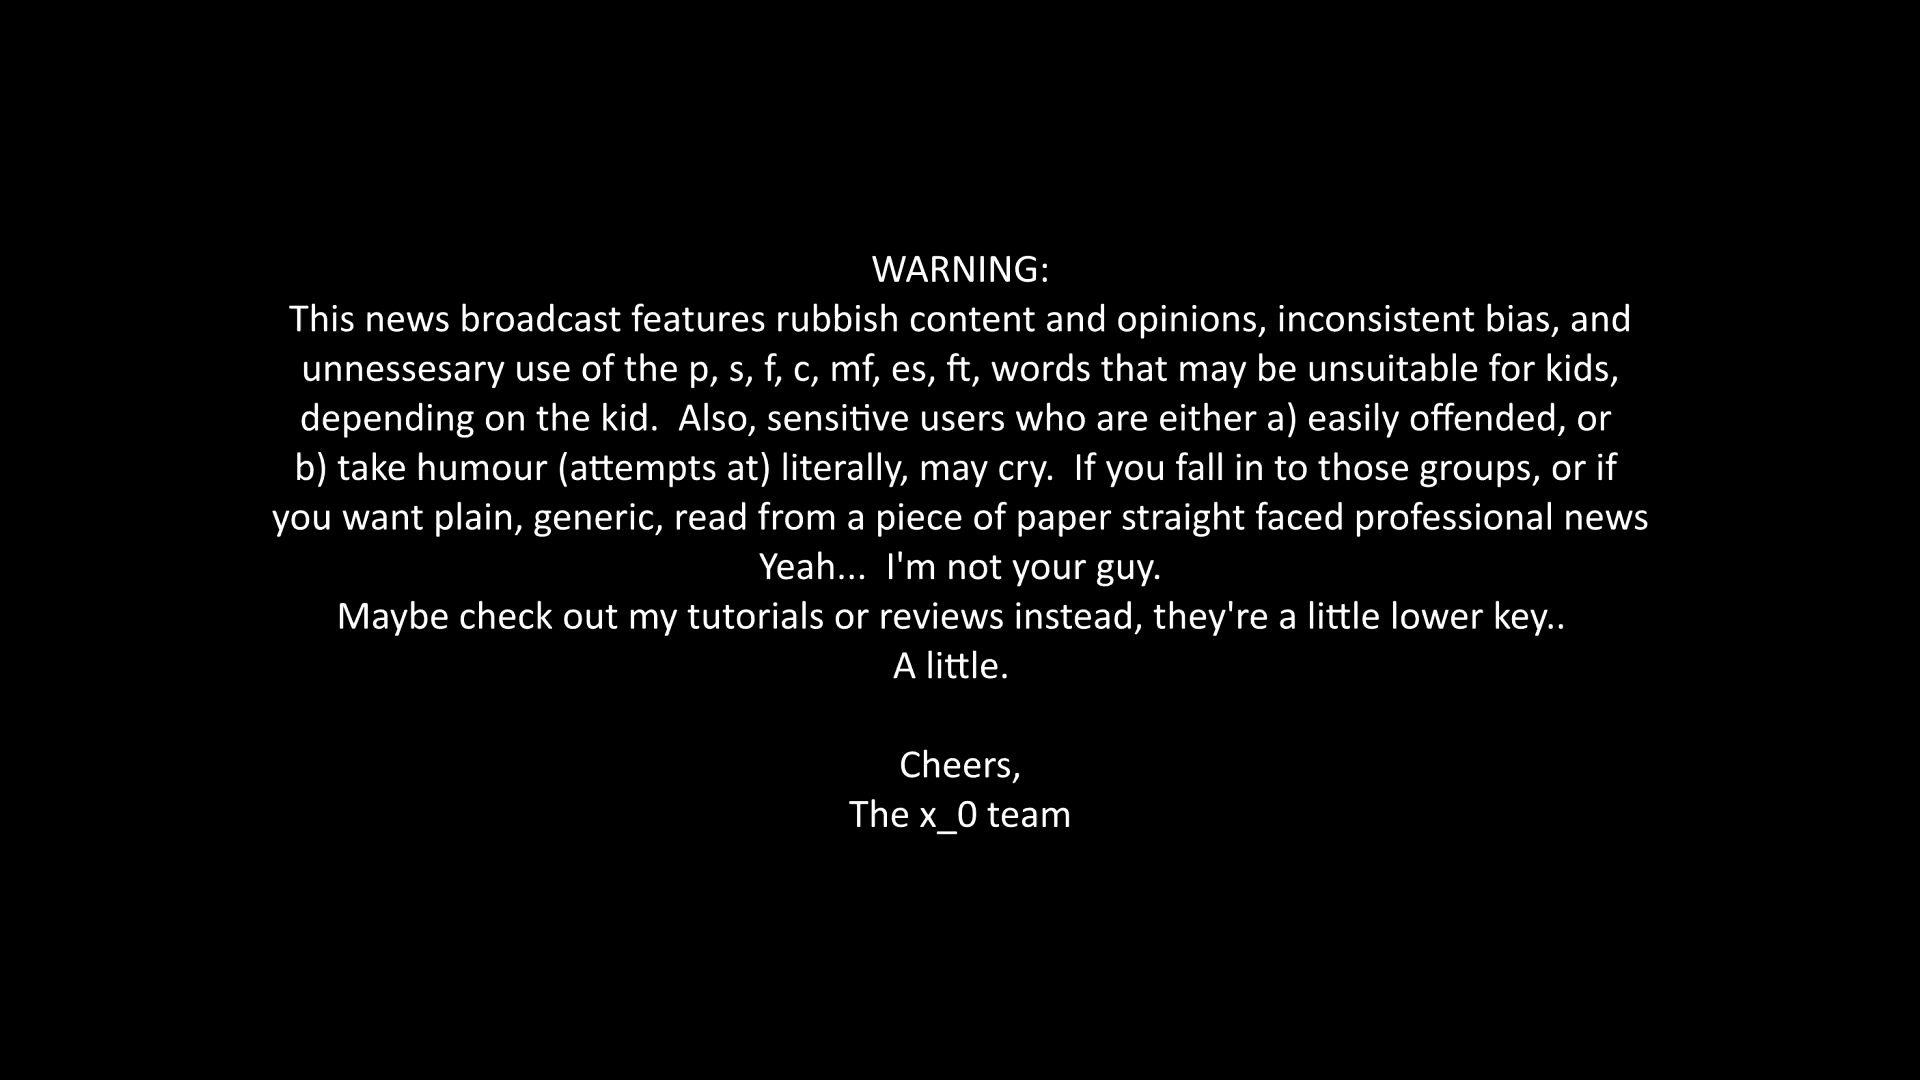 WARNING:
This news broadcast features rubbish content and opinions, inconsistent bias, and
unnessesary use of the p, s, f, c, mf, es, ft, words that may be unsuitable for kids,
depending on the kid.  Also, sensitive users who are either a) easily offended, or
b) take humour (attempts at) literally, may cry.  If you fall in to those groups, or if
you want plain, generic, read from a piece of paper straight faced professional news
Yeah...  I'm not your guy.
Maybe check out my tutorials or reviews instead, they're a little lower key..
A little.
Cheers,
The x_0 team